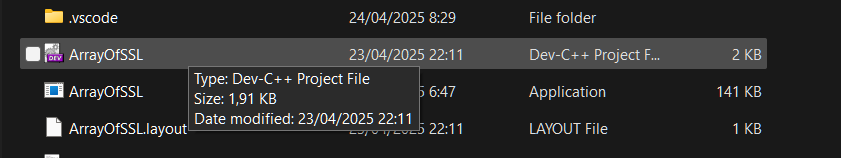 .vscode 24/04/2025 8:29 File folder
DEV ArrayOfSSL 23/04/2025 22:11 Dev-C++ Project F... 2 KB
Type: Dev-C++ Project File
ArrayOfSSL 6:47 Application 141 KB
Size: 1,91 KB
Date modified: 23/04/2025 22:11
ArrayOfSSL.layout 23/04/2025 22:11 LAYOUT File 1 KB